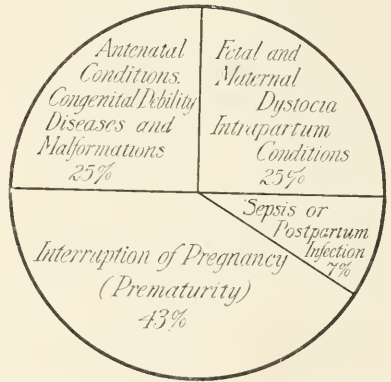 Antenatal
Conditions.
Congenital Debility
Diseases and
Malformations
25%
Fetal and
Maternal
Dystocia
Intrapartum
Conditions
25%
Sepsis or
Postpartum
Infection
7%
Interruption of Pregnancy
(Prematurity)
43%